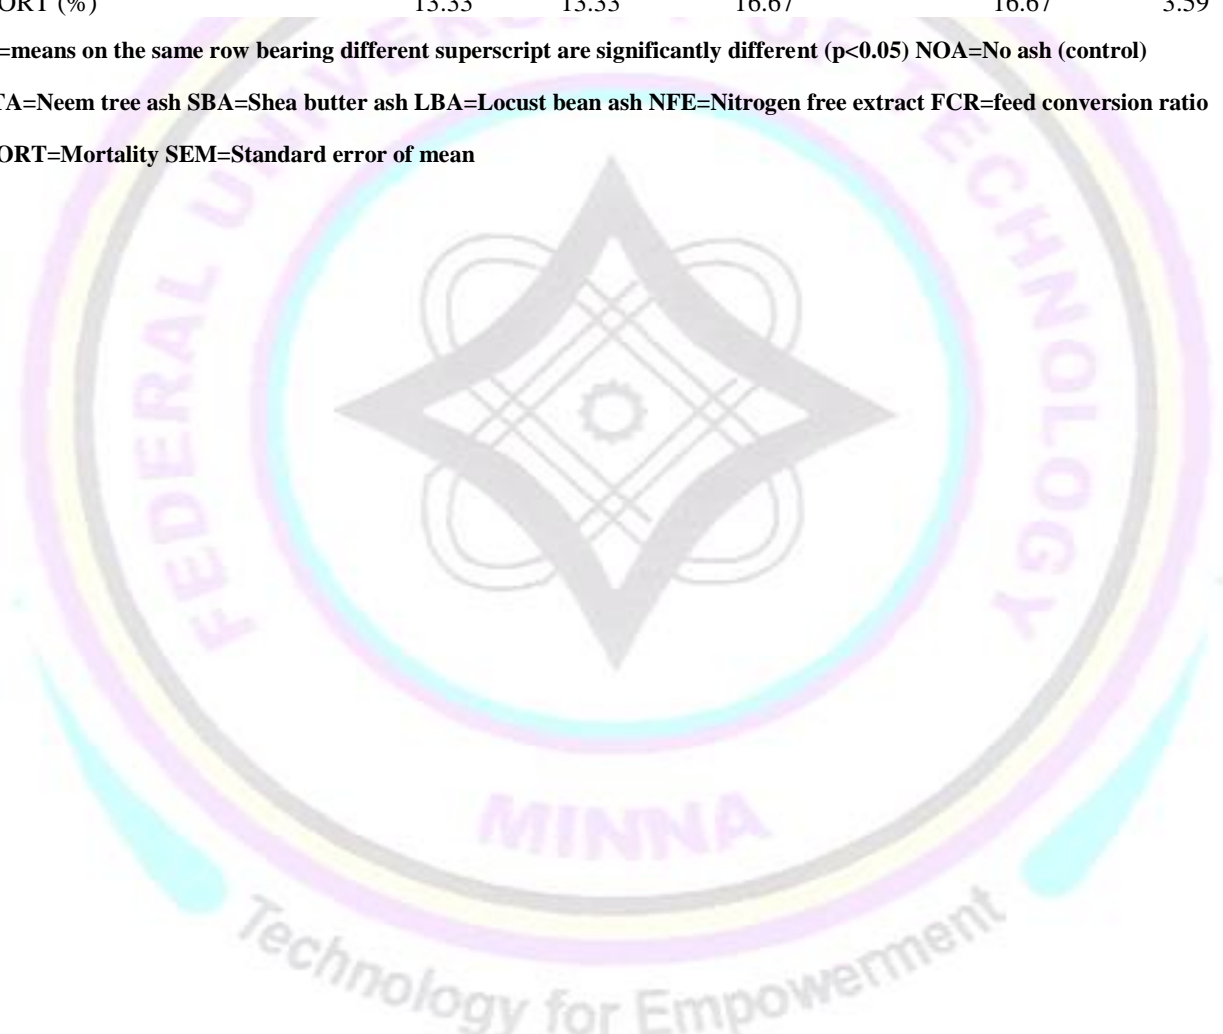 ORT (%) 13.33 13.33 16.67 16.67 3.59
=means on the same row bearing different superscript are significantly different (p<0.05) NOA=No ash (control)
TA=Neem tree ash SBA=Shea butter ash LBA=Locust bean ash NFE=Nitrogen free extract FCR=feed conversion ratio
ORT=Mortality SEM=Standard error of mean
FEDERAL UNIVERSITY OF TECHNOLOGY
MINNA
Technology for Empowerment